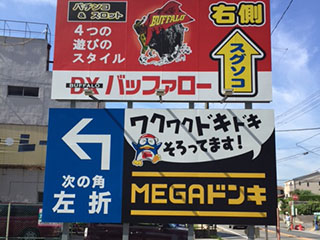 パチンコ
& スロット
BUFFALO
4つの
遊びの
スタイル
右側
スグソコ
DXバッファロー
BUFFALO
ワクワクドキドキ
そろってます!
次の角
左折
MEGAドンキ